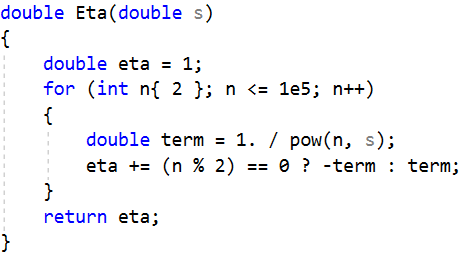 double Eta(double s)
{
    double eta = 1;
    for (int n{ 2 }; n <= 1e5; n++)
    {
        double term = 1. / pow(n, s);
        eta += (n % 2) == 0 ? -term : term;
    }
    return eta;
}